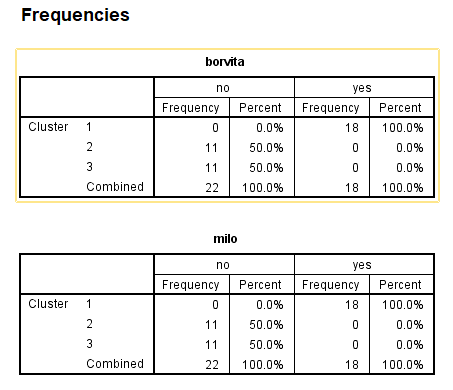 Frequencies
borvita
no yes
Frequency Percent Frequency Percent
Cluster 1 0 0.0% 18 100.0%
2 11 50.0% 0 0.0%
3 11 50.0% 0 0.0%
Combined 22 100.0% 18 100.0%
milo
no yes
Frequency Percent Frequency Percent
Cluster 1 0 0.0% 18 100.0%
2 11 50.0% 0 0.0%
3 11 50.0% 0 0.0%
Combined 22 100.0% 18 100.0%